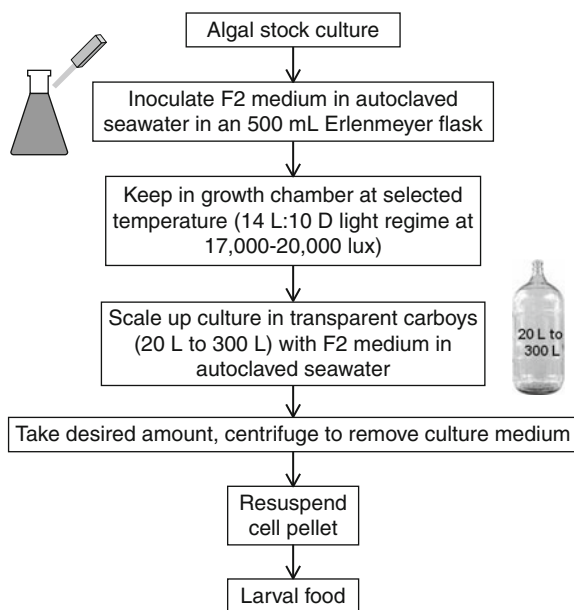 Algal stock culture
Inoculate F2 medium in autoclaved
seawater in an 500 mL Erlenmeyer flask
Keep in growth chamber at selected
temperature (14 L:10 D light regime at
17,000-20,000 lux)
Scale up culture in transparent carboys
(20 L to 300 L) with F2 medium in
autoclaved seawater
20 L to
300 L
Take desired amount, centrifuge to remove culture medium
Resuspend
cell pellet
Larval food